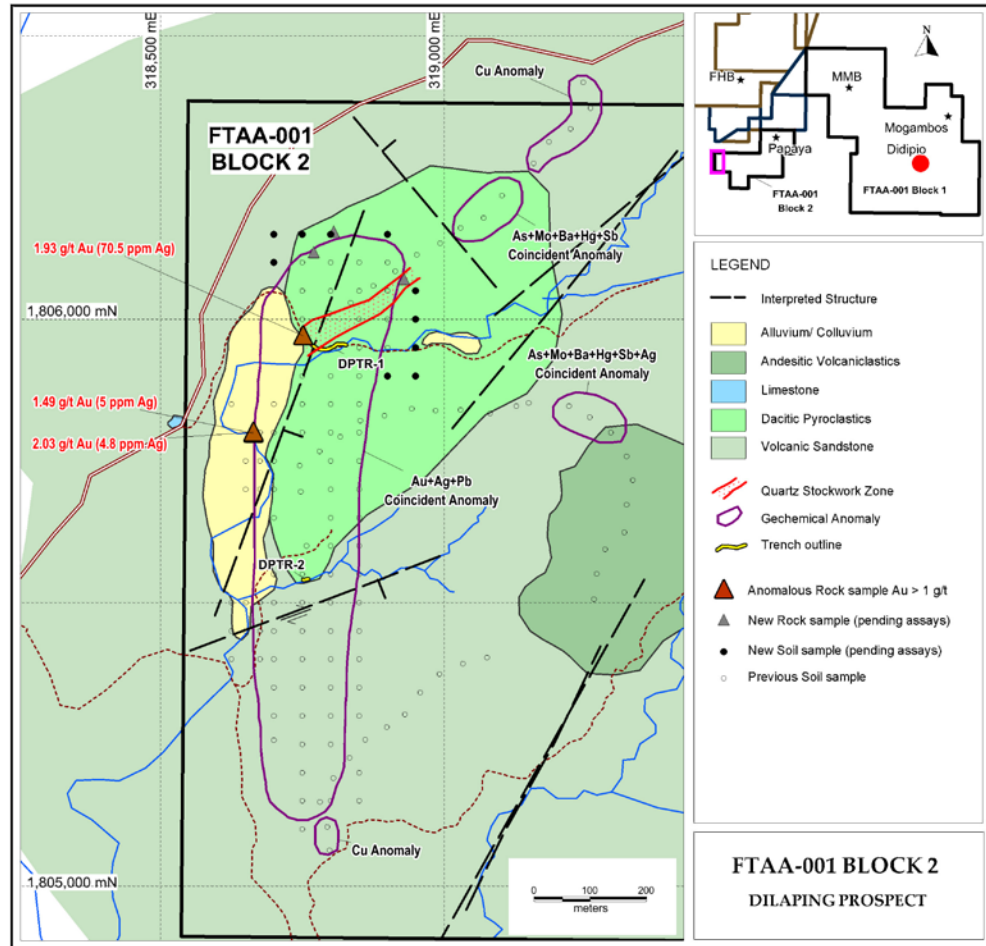 318,500 mE
319,000 mE
Cu Anomaly
FTAA-001
BLOCK 2
1.93 g/t Au (70.5 ppm Ag)
As+Mo+Ba+Hg+Sb
Coincident Anomaly
1,806,000 mN
DPTR-1
As+Mo+Ba+Hg+Sb+Ag
Coincident Anomaly
1.49 g/t Au (5 ppm Ag)
2.03 g/t Au (4.8 ppm Ag)
Au+Ag+Pb
Coincident Anomaly
DPTR-2
Cu Anomaly
1,805,000 mN
0 100 200
meters
N
FHB
MMB
Mogambos
Papaya
Didipio
FTAA-001
Block 2
FTAA-001 Block 1
LEGEND
Interpreted Structure
Alluvium/ Colluvium
Andesitic Volcaniclastics
Limestone
Dacitic Pyroclastics
Volcanic Sandstone
Quartz Stockwork Zone
Gechemical Anomaly
Trench outline
Anomalous Rock sample Au > 1 g/t
New Rock sample (pending assays)
New Soil sample (pending assays)
Previous Soil sample
FTAA-001 BLOCK 2
DILAPING PROSPECT